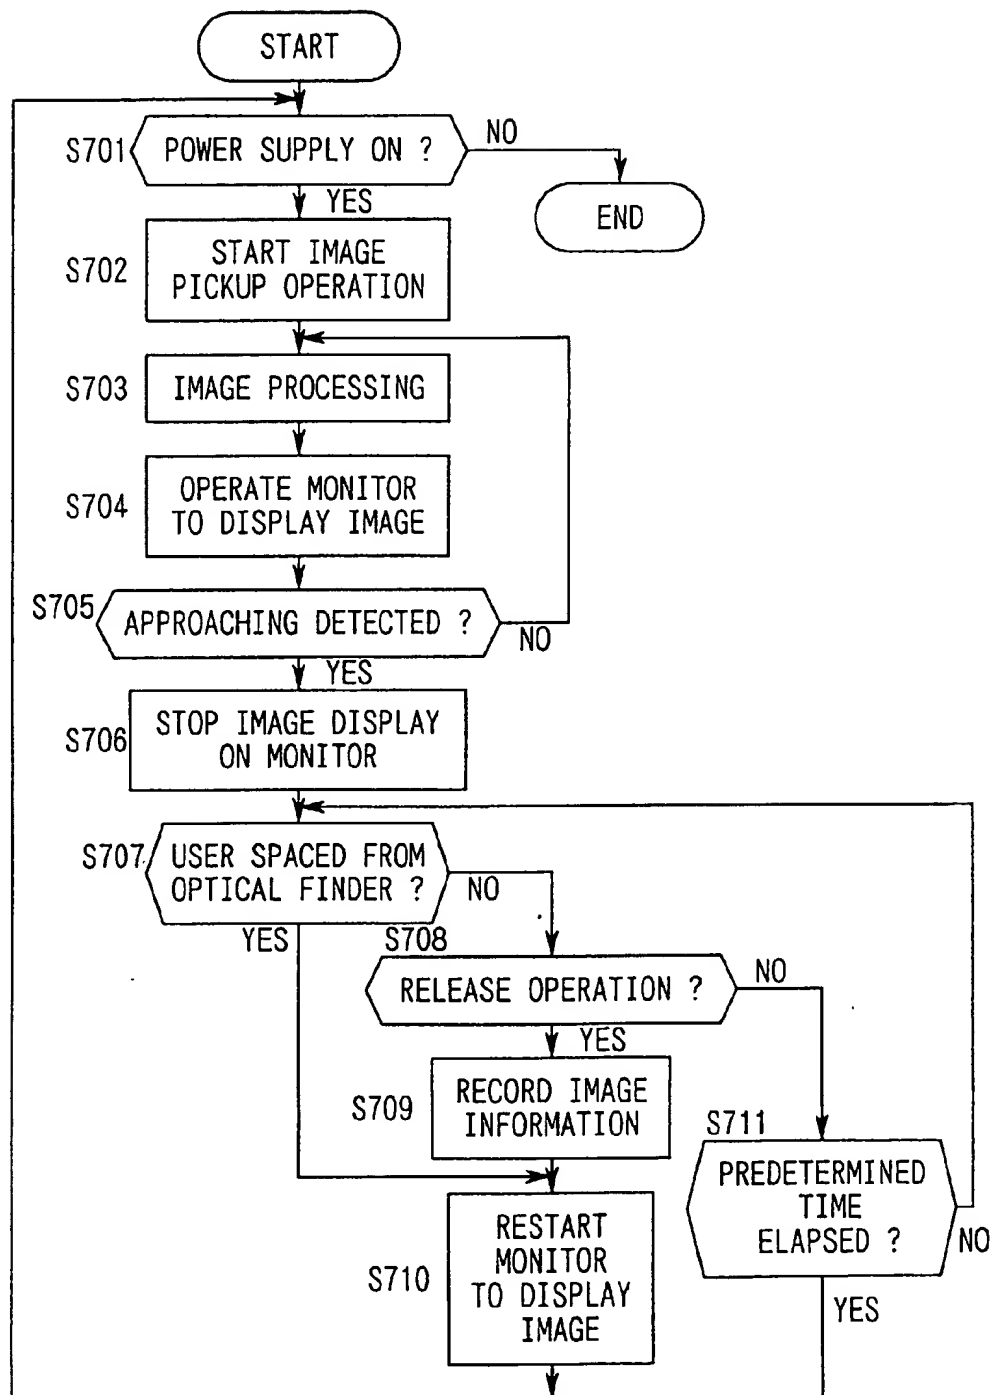 START
S701
POWER SUPPLY ON ?
NO
END
YES
S702
START IMAGE
PICKUP OPERATION
S703
IMAGE PROCESSING
S704
OPERATE MONITOR
TO DISPLAY IMAGE
S705
APPROACHING DETECTED ?
NO
YES
S706
STOP IMAGE DISPLAY
ON MONITOR
S707
USER SPACED FROM
OPTICAL FINDER ?
NO
YES
S708
RELEASE OPERATION ?
NO
YES
S709
RECORD IMAGE
INFORMATION
S711
PREDETERMINED
TIME
ELAPSED ?
NO
YES
S710
RESTART
MONITOR
TO DISPLAY
IMAGE